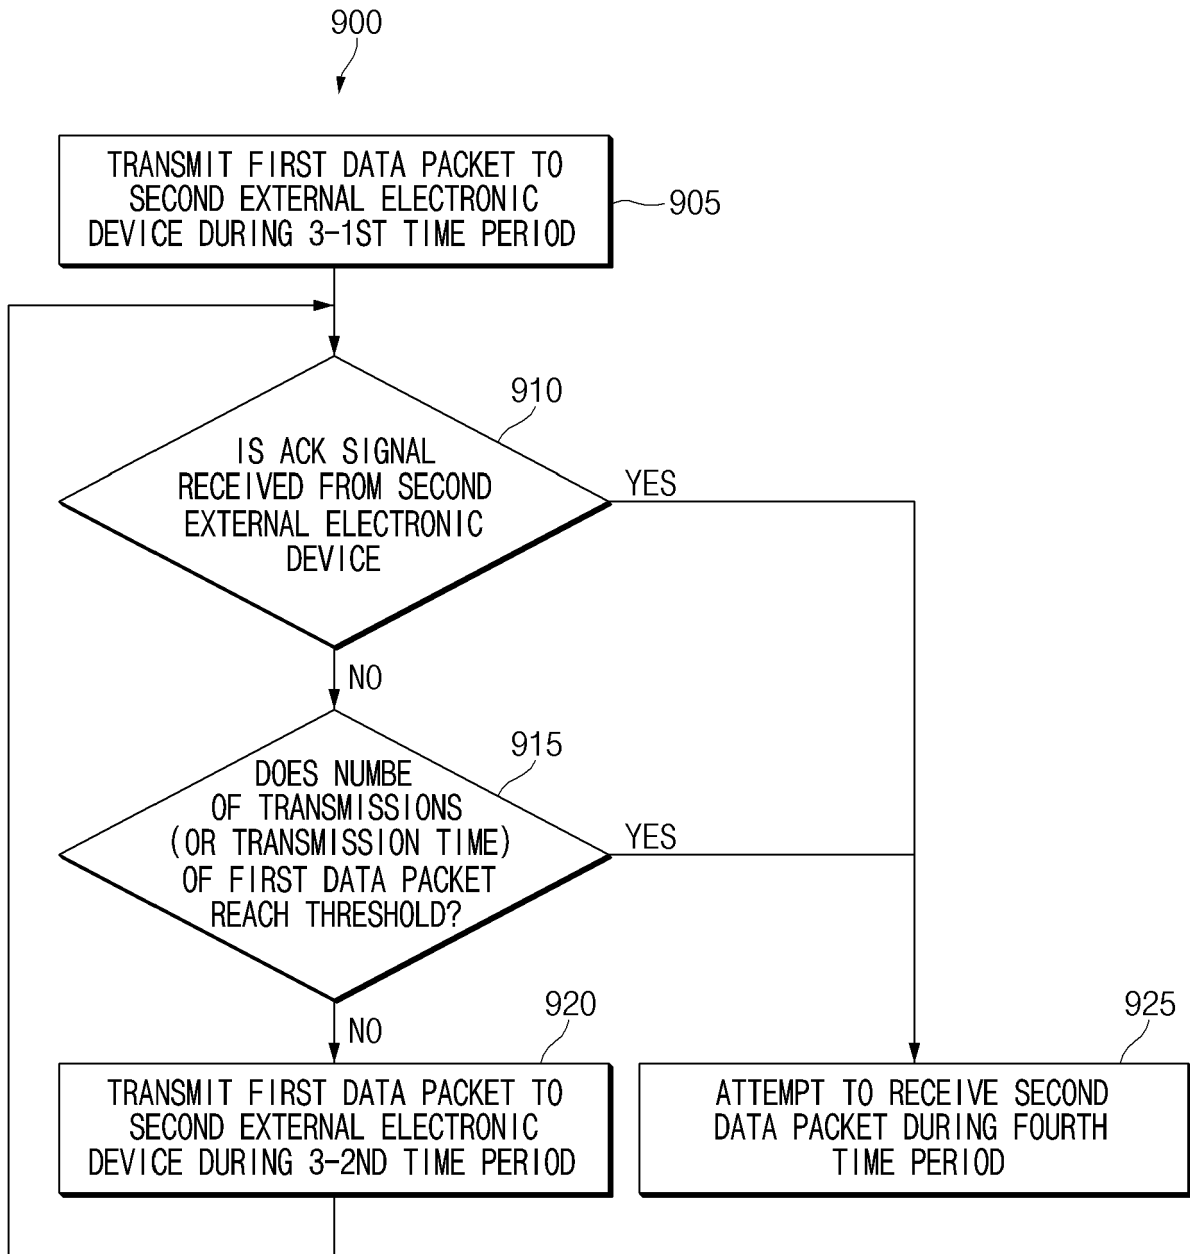 900
TRANSMIT FIRST DATA PACKET TO
SECOND EXTERNAL ELECTRONIC
DEVICE DURING 3-1ST TIME PERIOD
905
910
IS ACK SIGNAL
RECEIVED FROM SECOND
EXTERNAL ELECTRONIC
DEVICE
YES
NO
915
DOES NUMBE
OF TRANSMISSIONS
(OR TRANSMISSION TIME)
OF FIRST DATA PACKET
REACH THRESHOLD?
YES
NO
920
TRANSMIT FIRST DATA PACKET TO
SECOND EXTERNAL ELECTRONIC
DEVICE DURING 3-2ND TIME PERIOD
925
ATTEMPT TO RECEIVE SECOND
DATA PACKET DURING FOURTH
TIME PERIOD